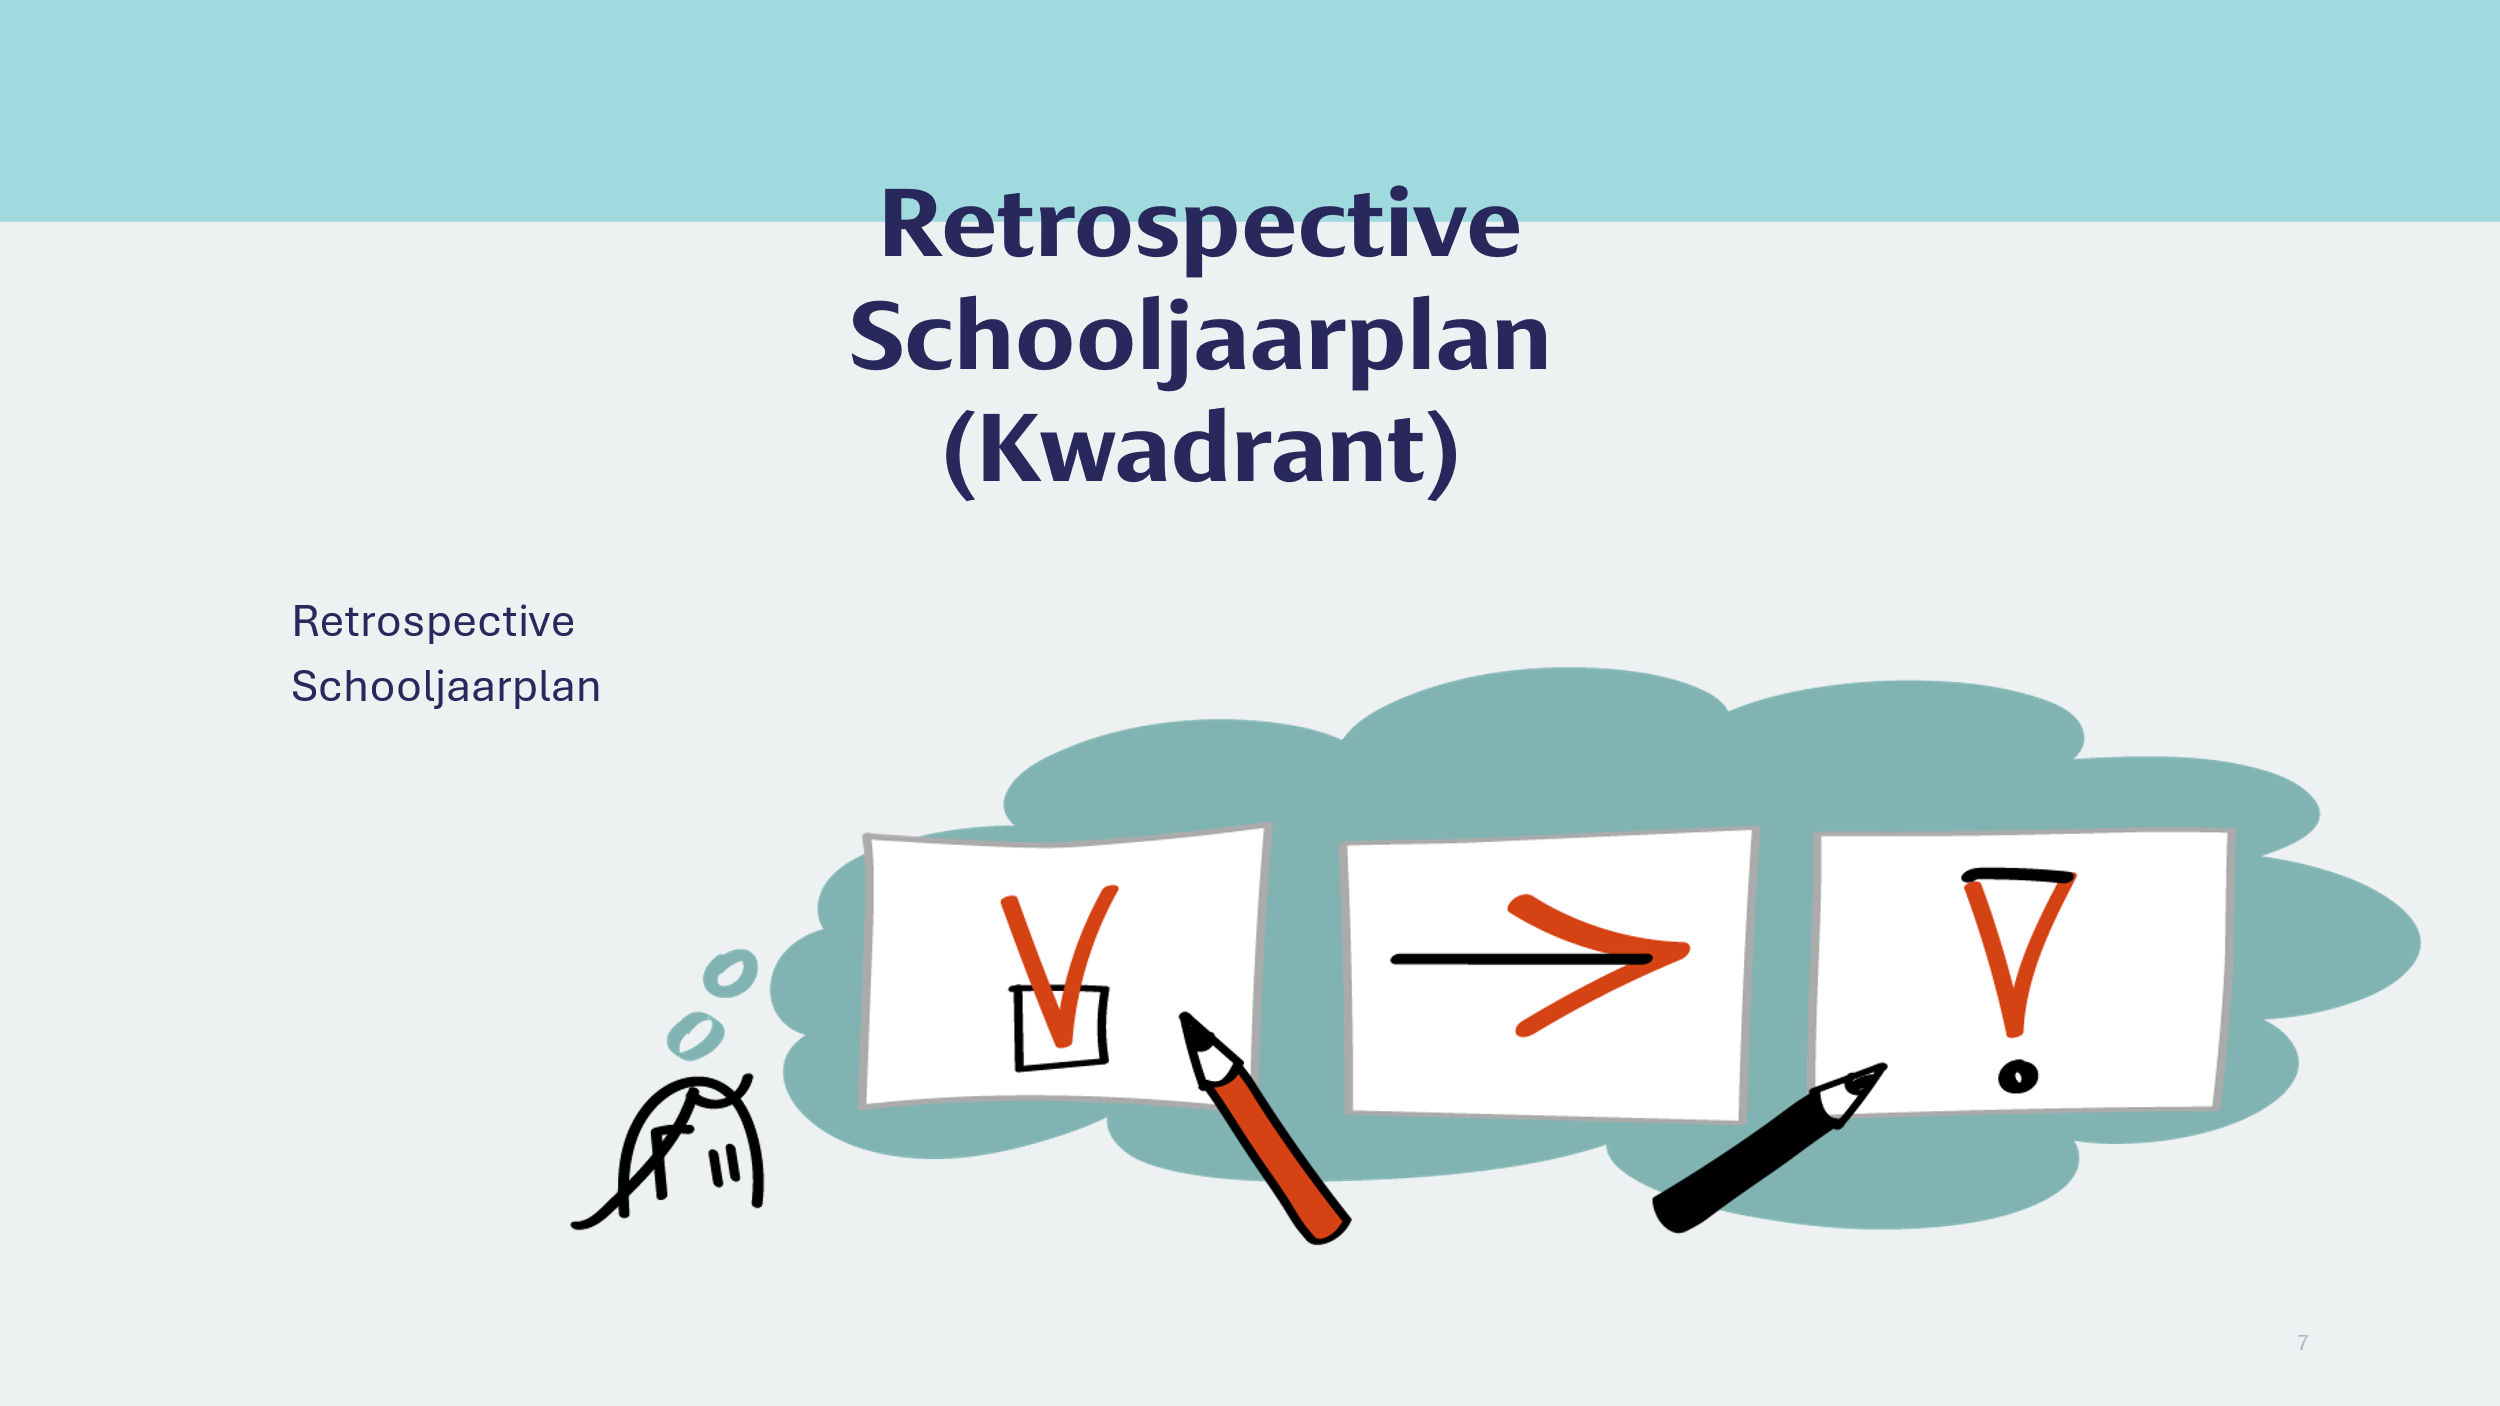 Retrospective
Schooljaarplan
(Kwadrant)
Retrospective
Schooljaarplan
7